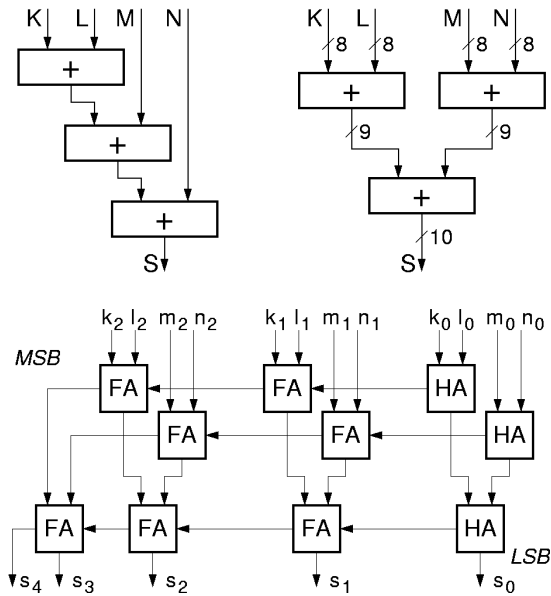 K L M N
K L M N
8 8 8 8
+
+ +
+
9 9
+
+
S
10
S
k2 l2 m2 n2 k1 l1 m1 n1 k0 l0 m0 n0
MSB
FA FA HA
FA FA HA
FA FA FA HA
LSB
s4 s3 s2 s1 s0